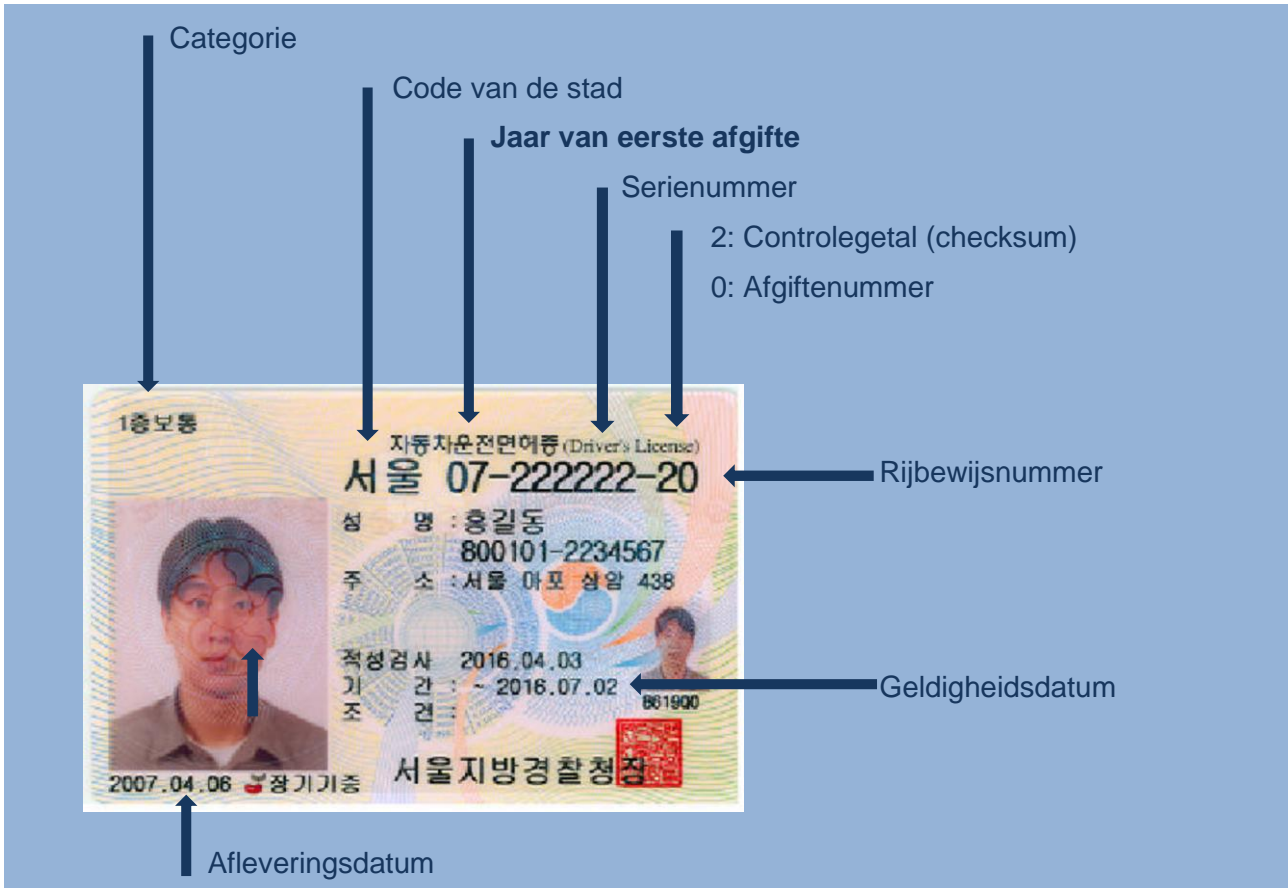 Categorie
Code van de stad
Jaar van eerste afgifte
Serienummer
2: Controlegetal (checksum)
0: Afgiftenummer
1종보통
자동차운전면허증 (Driver's License)
서울 07-222222-20
Rijbewijsnummer
성 명 : 홍길동
800101-2234567
주 소 : 서울 마포 상암 438
적성검사 2016.04.03
기 간 : ~ 2016.07.02
Geldigheidsdatum
조 건 :
861900
2007.04.06 장기기증
서울지방경찰청장
Afleveringsdatum